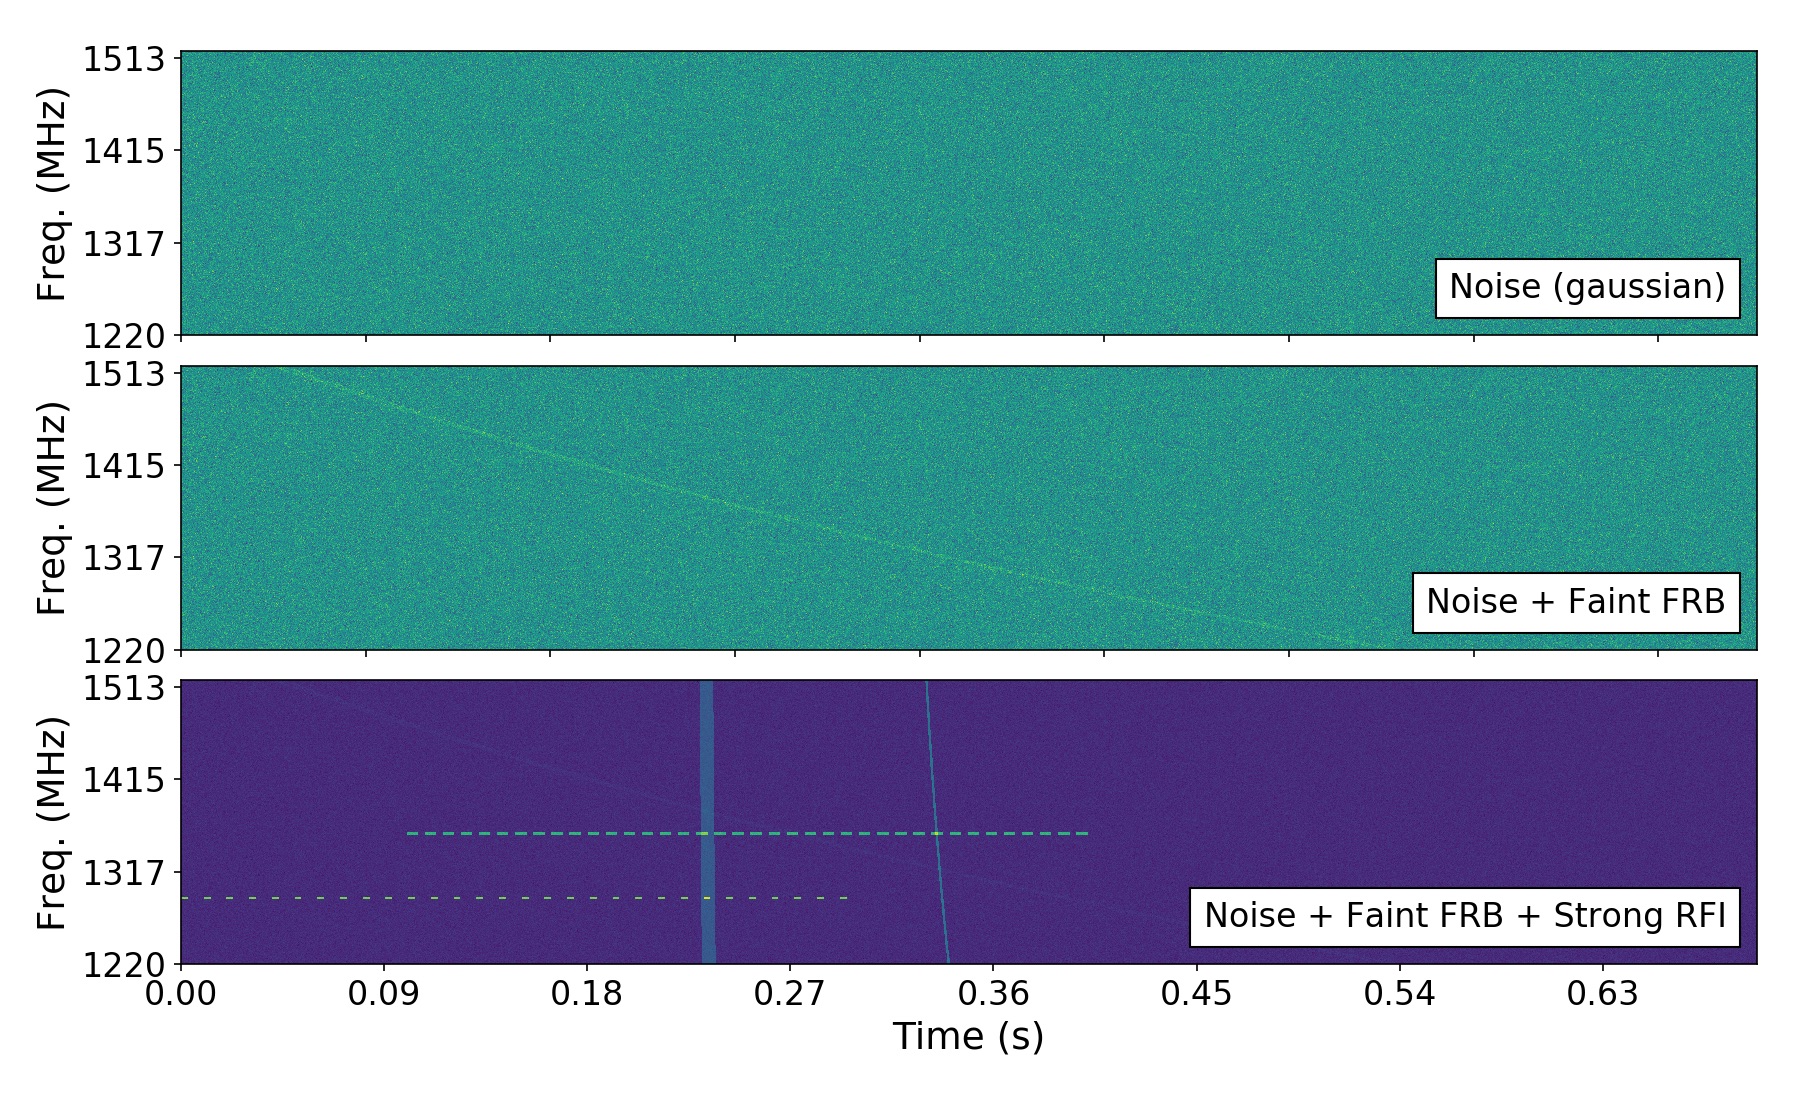 1513
1415
1317
1220
Freq. (MHz)
Noise (gaussian)
1513
1415
1317
1220
Freq. (MHz)
Noise + Faint FRB
1513
1415
1317
1220
Freq. (MHz)
Noise + Faint FRB + Strong RFI
0.00 0.09 0.18 0.27 0.36 0.45 0.54 0.63
Time (s)